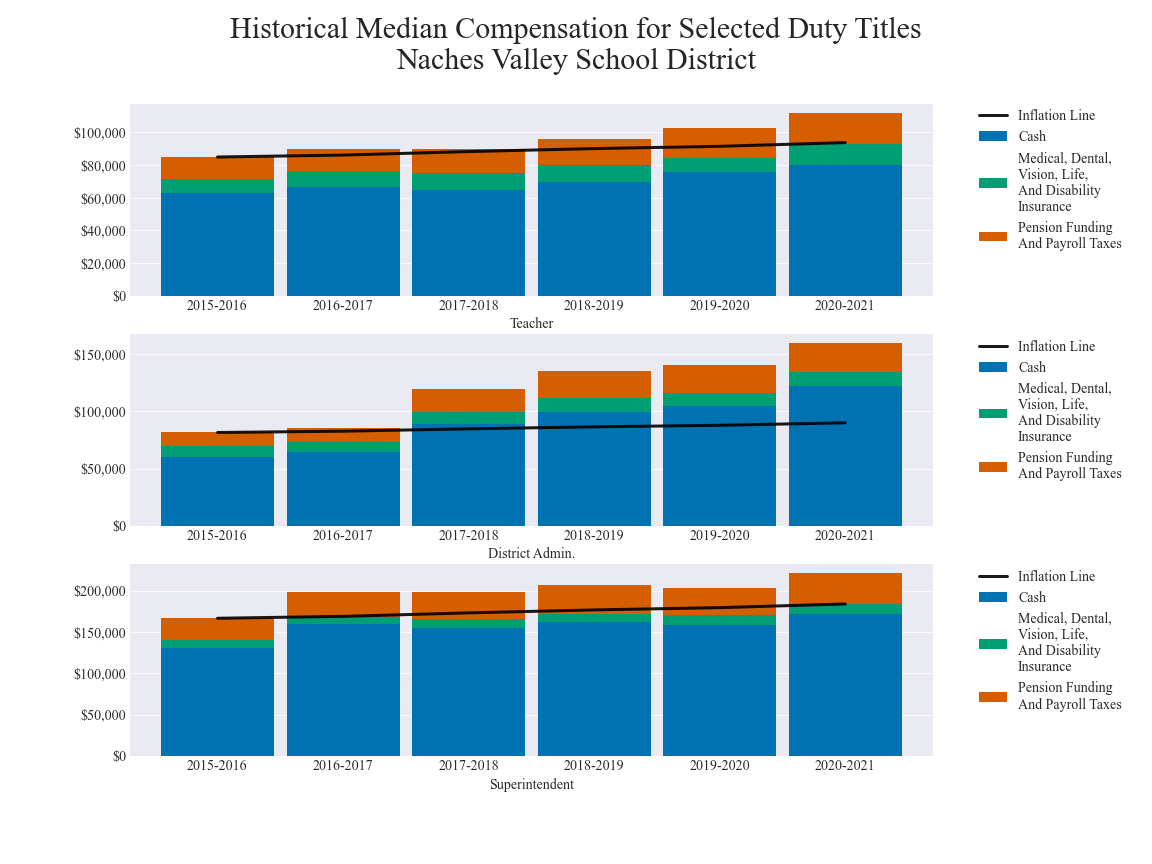 Historical Median Compensation for Selected Duty Titles
Naches Valley School District
$100,000
$80,000
$60,000
$40,000
$20,000
$0
2015-2016 2016-2017 2017-2018 2018-2019 2019-2020 2020-2021
Teacher
Inflation Line
Cash
Medical, Dental,
Vision, Life,
And Disability
Insurance
Pension Funding
And Payroll Taxes
$150,000
$100,000
$50,000
$0
2015-2016 2016-2017 2017-2018 2018-2019 2019-2020 2020-2021
District Admin.
Inflation Line
Cash
Medical, Dental,
Vision, Life,
And Disability
Insurance
Pension Funding
And Payroll Taxes
$200,000
$150,000
$100,000
$50,000
$0
2015-2016 2016-2017 2017-2018 2018-2019 2019-2020 2020-2021
Superintendent
Inflation Line
Cash
Medical, Dental,
Vision, Life,
And Disability
Insurance
Pension Funding
And Payroll Taxes